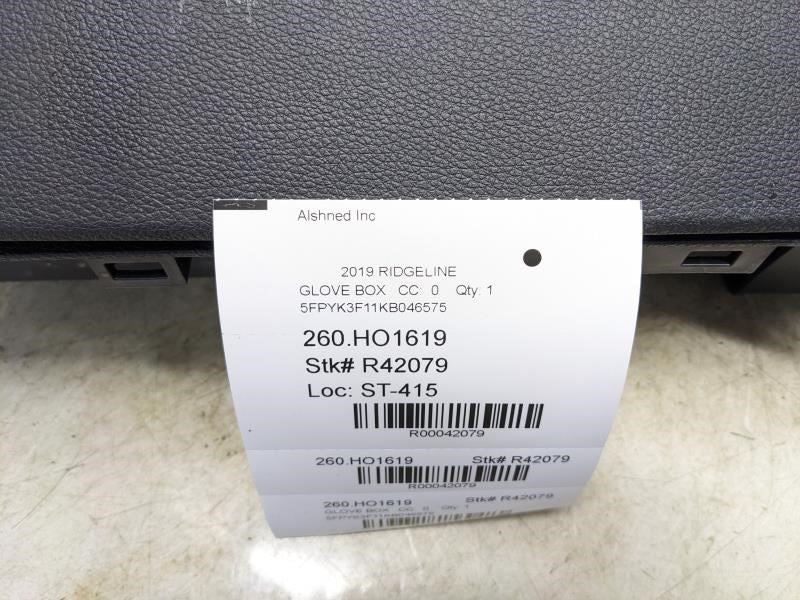 Alshned Inc
2019 RIDGELINE
GLOVE BOX CC: 0 Qty: 1
5FPYK3F11KB046575
260.HO1619
Stk# R42079
Loc: ST-415
R00042079
260.HO1619 Stk# R42079
R00042079
260.HO1619 Stk# R42079
GLOVE BOX CC: 0 Qty: 1
5FPYK3F11KB046575